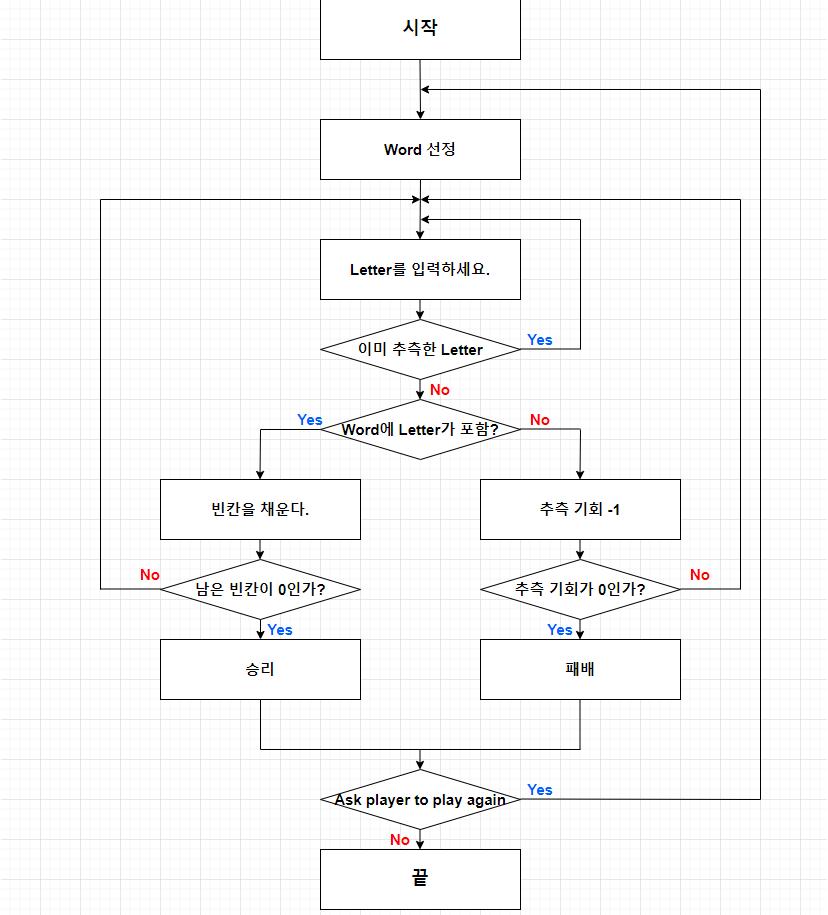 시작
Word 선정
Letter를 입력하세요.
이미 추측한 Letter
Yes
No
Word에 Letter가 포함?
Yes
No
빈칸을 채운다.
추측 기회 -1
남은 빈칸이 0인가?
No
Yes
추측 기회가 0인가?
No
Yes
승리
패배
Ask player to play again
Yes
No
끝